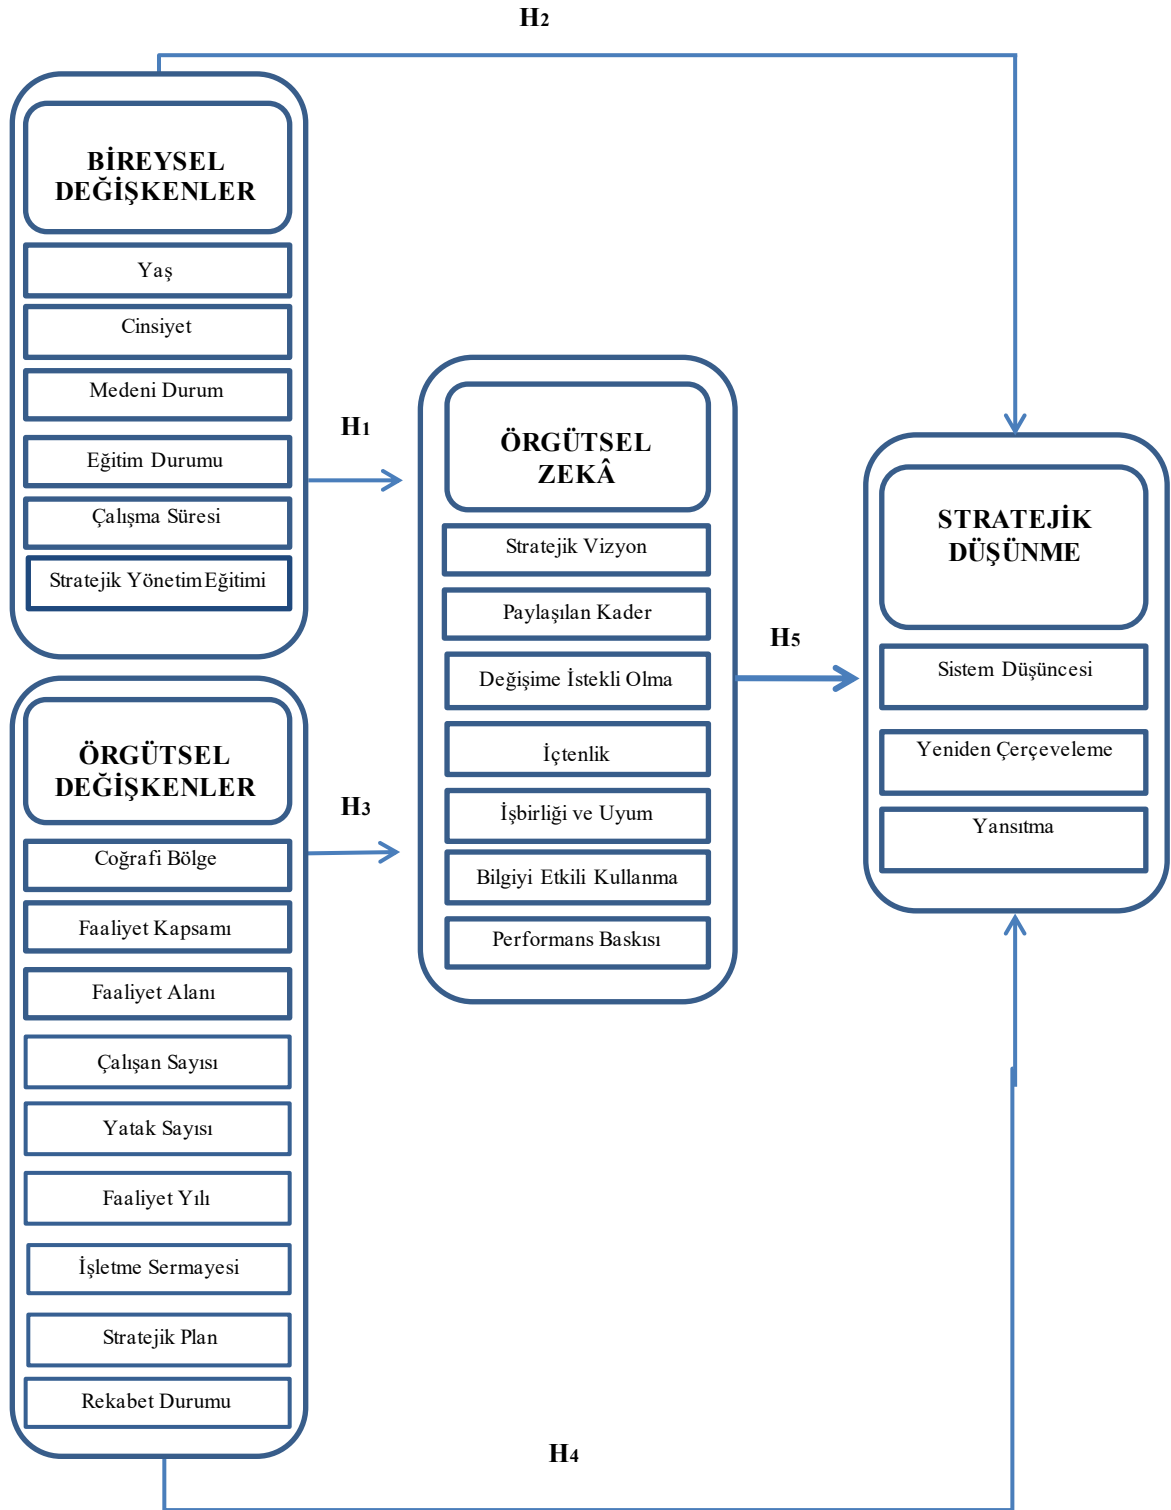 H2
BİREYSEL
DEĞİŞKENLER
Yaş
Cinsiyet
Medeni Durum
Eğitim Durumu
Çalışma Süresi
Stratejik Yönetim Eğitimi
H1
ÖRGÜTSEL
DEĞİŞKENLER
Coğrafi Bölge
Faaliyet Kapsamı
Faaliyet Alanı
Çalışan Sayısı
Yatak Sayısı
Faaliyet Yılı
İşletme Sermayesi
Stratejik Plan
Rekabet Durumu
H3
ÖRGÜTSEL
ZEKÂ
Stratejik Vizyon
Paylaşılan Kader
Değişime İstekli Olma
İçtenlik
İşbirliği ve Uyum
Bilgiyi Etkili Kullanma
Performans Baskısı
H5
STRATEJİK
DÜŞÜNME
Sistem Düşüncesi
Yeniden Çerçeveleme
Yansıtma
H4